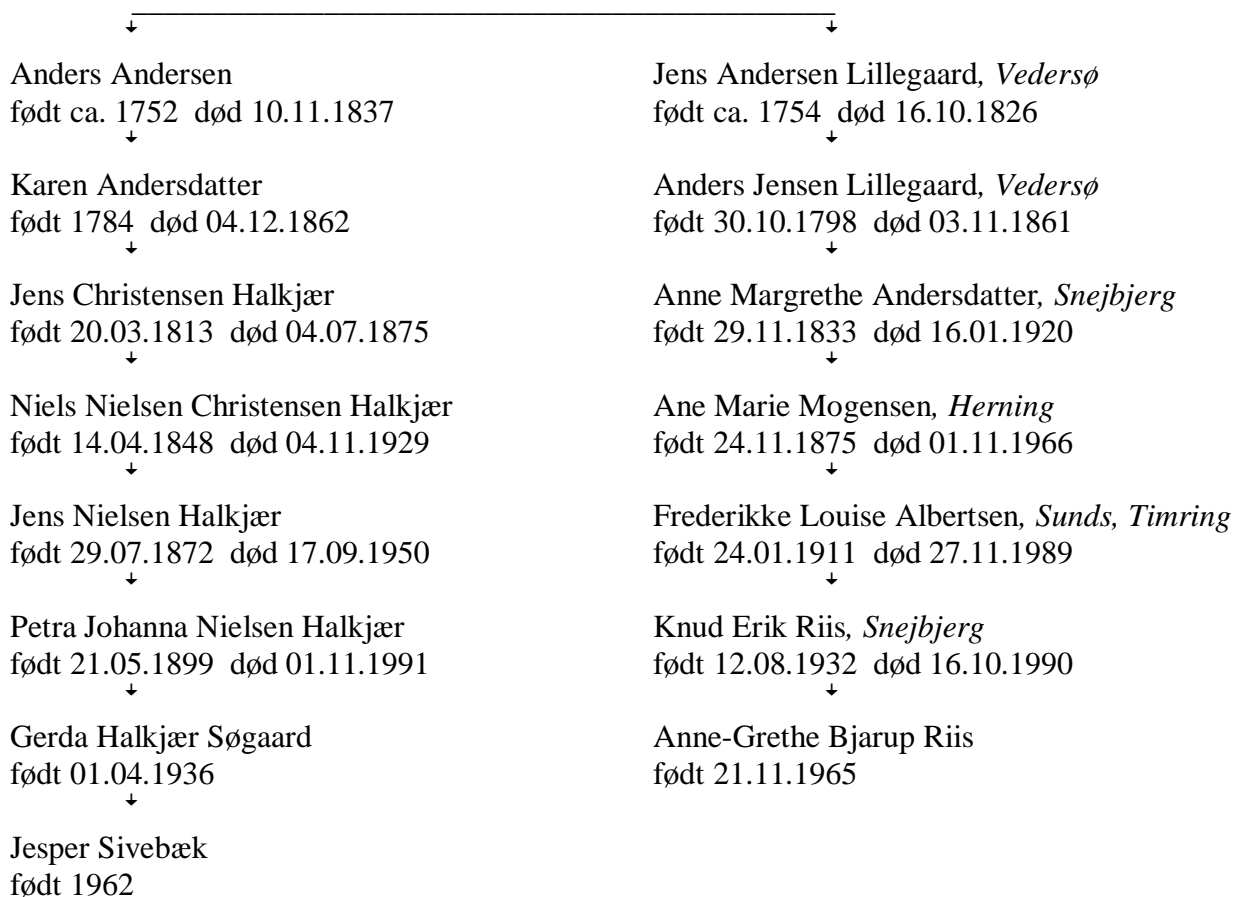 Anders Andersen
født ca. 1752 død 10.11.1837
Karen Andersdatter
født 1784 død 04.12.1862
Jens Christensen Halkjær
født 20.03.1813 død 04.07.1875
Niels Nielsen Christensen Halkjær
født 14.04.1848 død 04.11.1929
Jens Nielsen Halkjær
født 29.07.1872 død 17.09.1950
Petra Johanna Nielsen Halkjær
født 21.05.1899 død 01.11.1991
Gerda Halkjær Søgaard
født 01.04.1936
Jesper Sivebæk
født 1962
Jens Andersen Lillegaard, Vedersø
født ca. 1754 død 16.10.1826
Anders Jensen Lillegaard, Vedersø
født 30.10.1798 død 03.11.1861
Anne Margrethe Andersdatter, Snejbjerg
født 29.11.1833 død 16.01.1920
Ane Marie Mogensen, Herning
født 24.11.1875 død 01.11.1966
Frederikke Louise Albertsen, Sunds, Timring
født 24.01.1911 død 27.11.1989
Knud Erik Riis, Snejbjerg
født 12.08.1932 død 16.10.1990
Anne-Grethe Bjarup Riis
født 21.11.1965